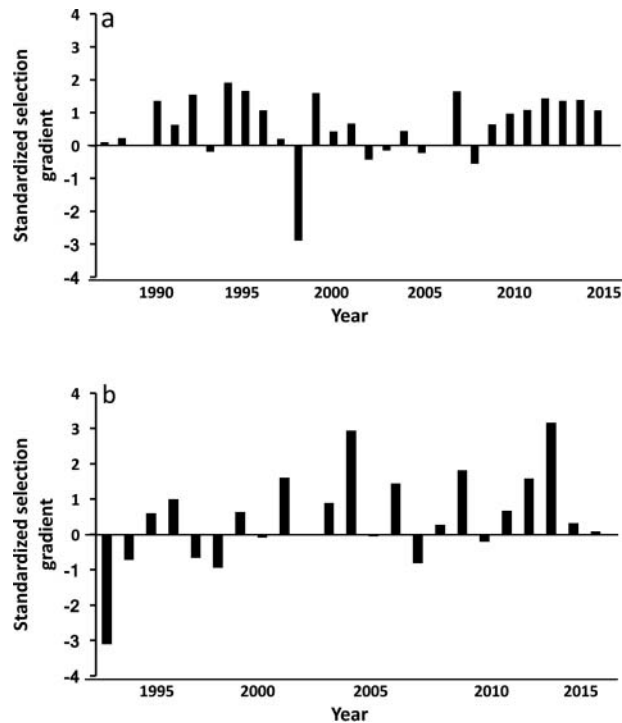 a
4
3
2
1
0
-1
-2
-3
-4
Standardized selection
gradient
1990 1995 2000 2005 2010 2015
Year
b
4
3
2
1
0
-1
-2
-3
-4
Standardized selection
gradient
1995 2000 2005 2010 2015
Year